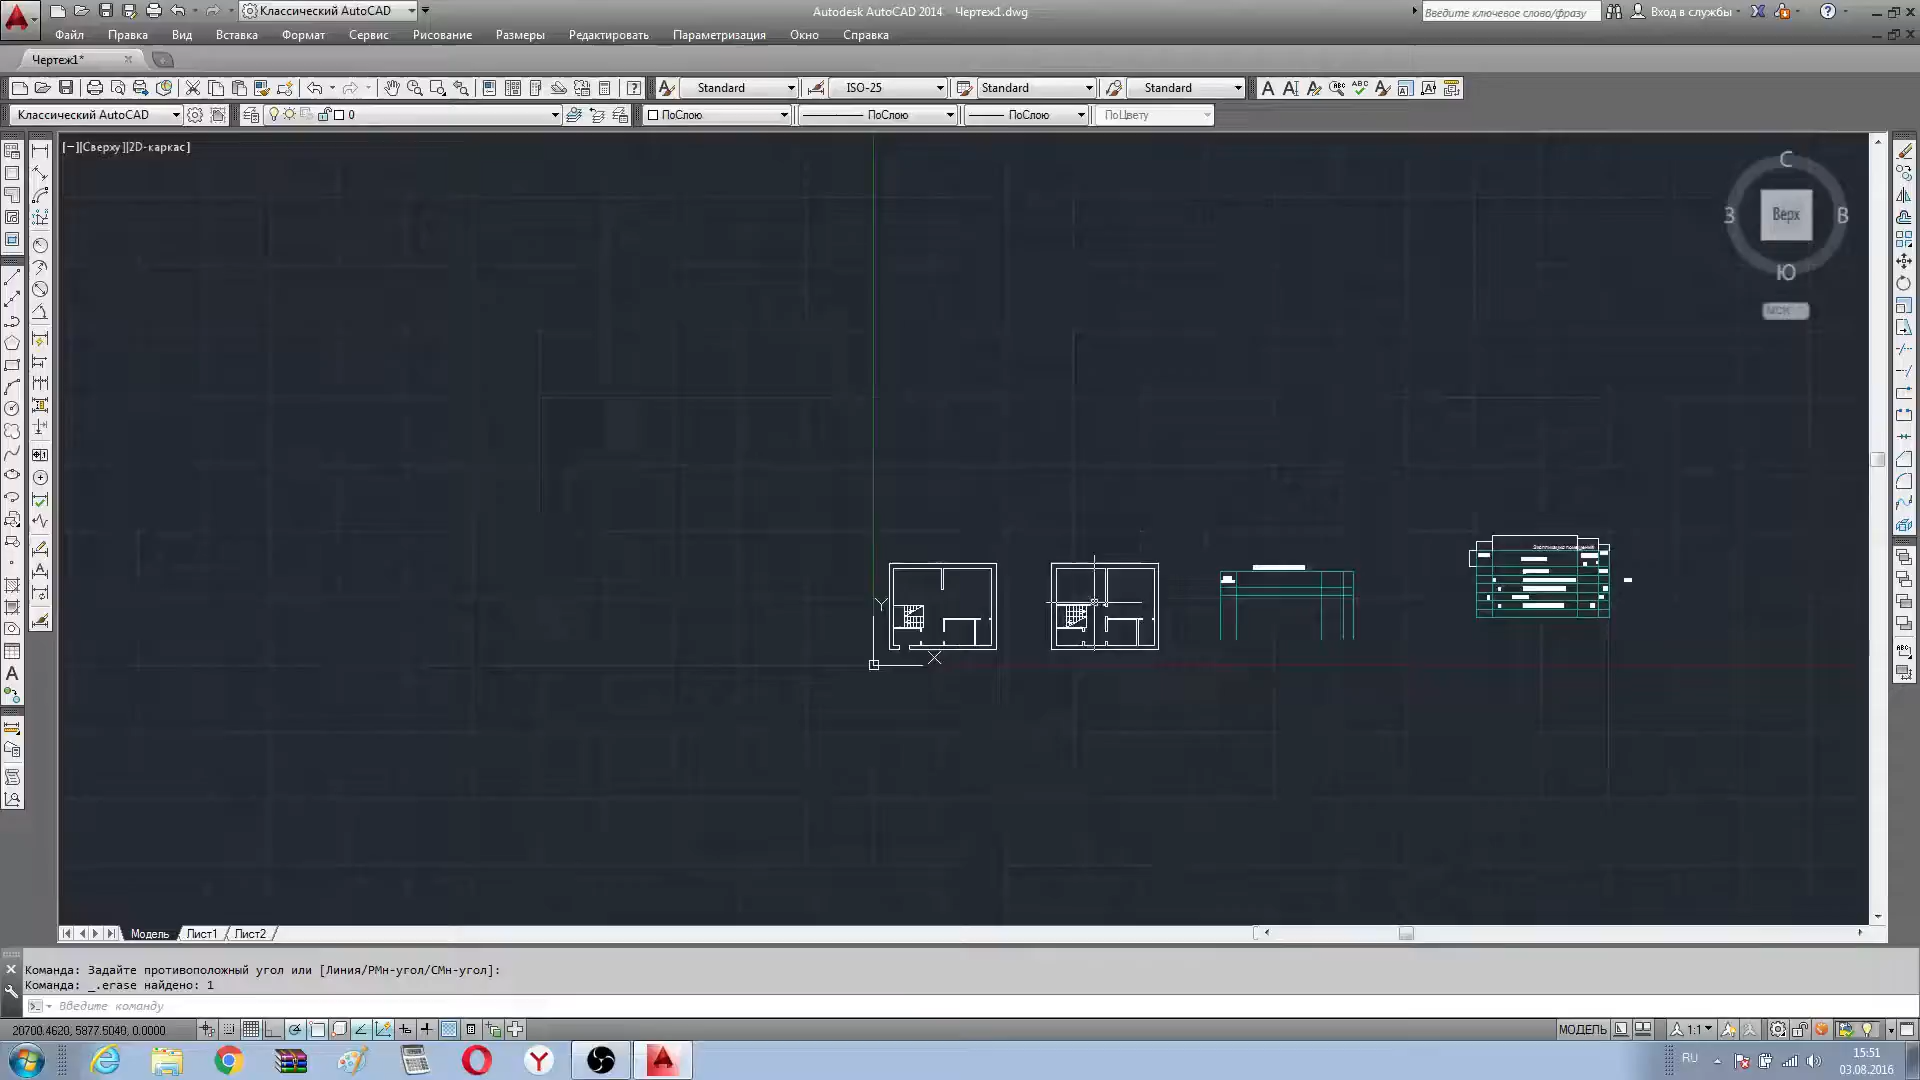 Классический AutoCAD
Autodesk AutoCAD 2014 Чертеж1.dwg
Введите ключевое слово/фразу
Вход в службы
Файл Правка Вид Вставка Формат Сервис Рисование Размеры Редактировать Параметризация Окно Справка
Чертеж1*
Standard ISO-25 Standard Standard
Классический AutoCAD 0 ПоСлою ПоСлою ПоСлою ПоЦвету
[−][Сверху][2D-каркас]
С
З Верх В
Ю
МСК
Экспликация помещений
Y
X
Модель Лист1 Лист2
Команда: Задайте противоположный угол или [Линия/РМн-угол/СМн-угол]:
Команда: _.erase найдено: 1
Введите команду
20700.4620, 5877.5049, 0.0000
МОДЕЛЬ 1:1
RU
15:51
03.08.2016